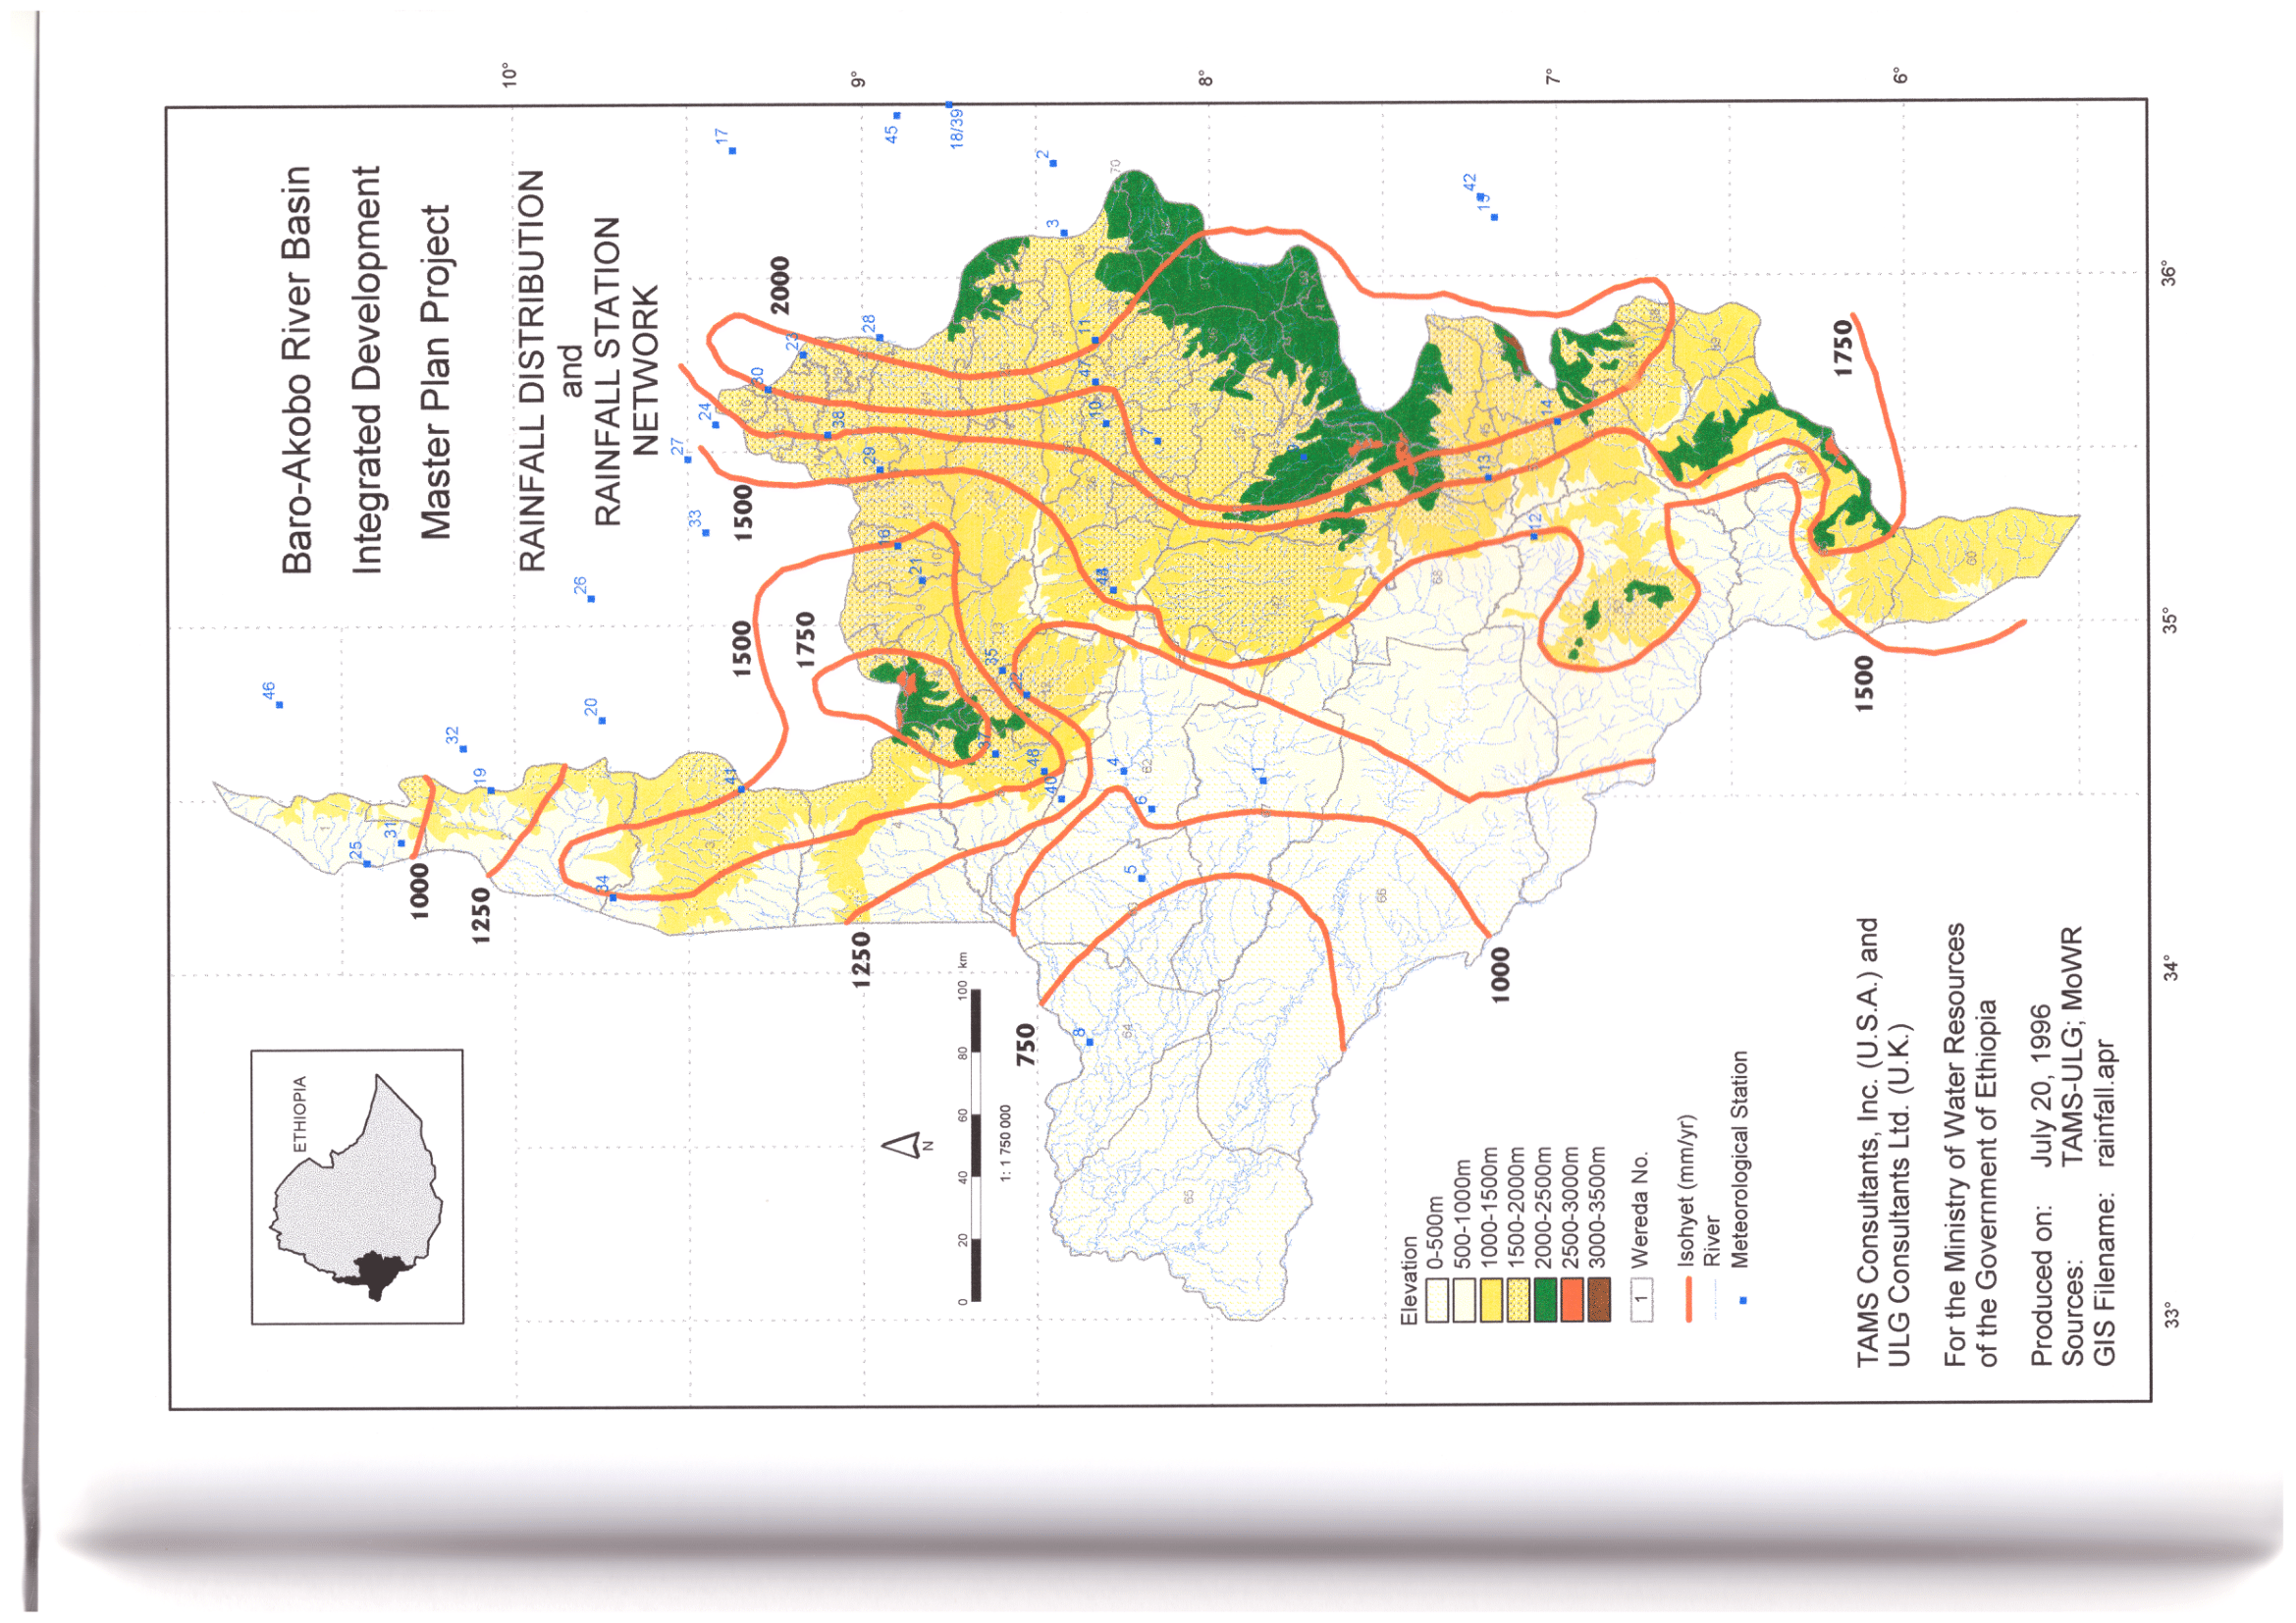 Baro-Akobo River Basin
Integrated Development
Master Plan Project
RAINFALL DISTRIBUTION
and
RAINFALL STATION
NETWORK
ETHIOPIA
N
0 20 40 60 80 100 km
1: 1 750 000
Elevation
0-500m
500-1000m
1000-1500m
1500-2000m
2000-2500m
2500-3000m
3000-3500m
1 Wereda No.
Isohyet (mm/yr)
River
Meteorological Station
TAMS Consultants, Inc. (U.S.A.) and
ULG Consultants Ltd. (U.K.)
For the Ministry of Water Resources
of the Government of Ethiopia
Produced on: July 20, 1996
Sources: TAMS-ULG; MoWR
GIS Filename: rainfall.apr
10°
9°
8°
7°
6°
33°
34°
35°
36°
1000
1250
1250
750
1000
1500
1750
1500
2000
1750
1500
46
32
19
20
26
25
31
34
41
33
27
24
30
23
17
45
18/39
2
3
28
38
29
16
21
35
22
37
48
40
4
6
5
8
1
11
47
10
7
14
13
12
42
62
64
65
66
68
70
60